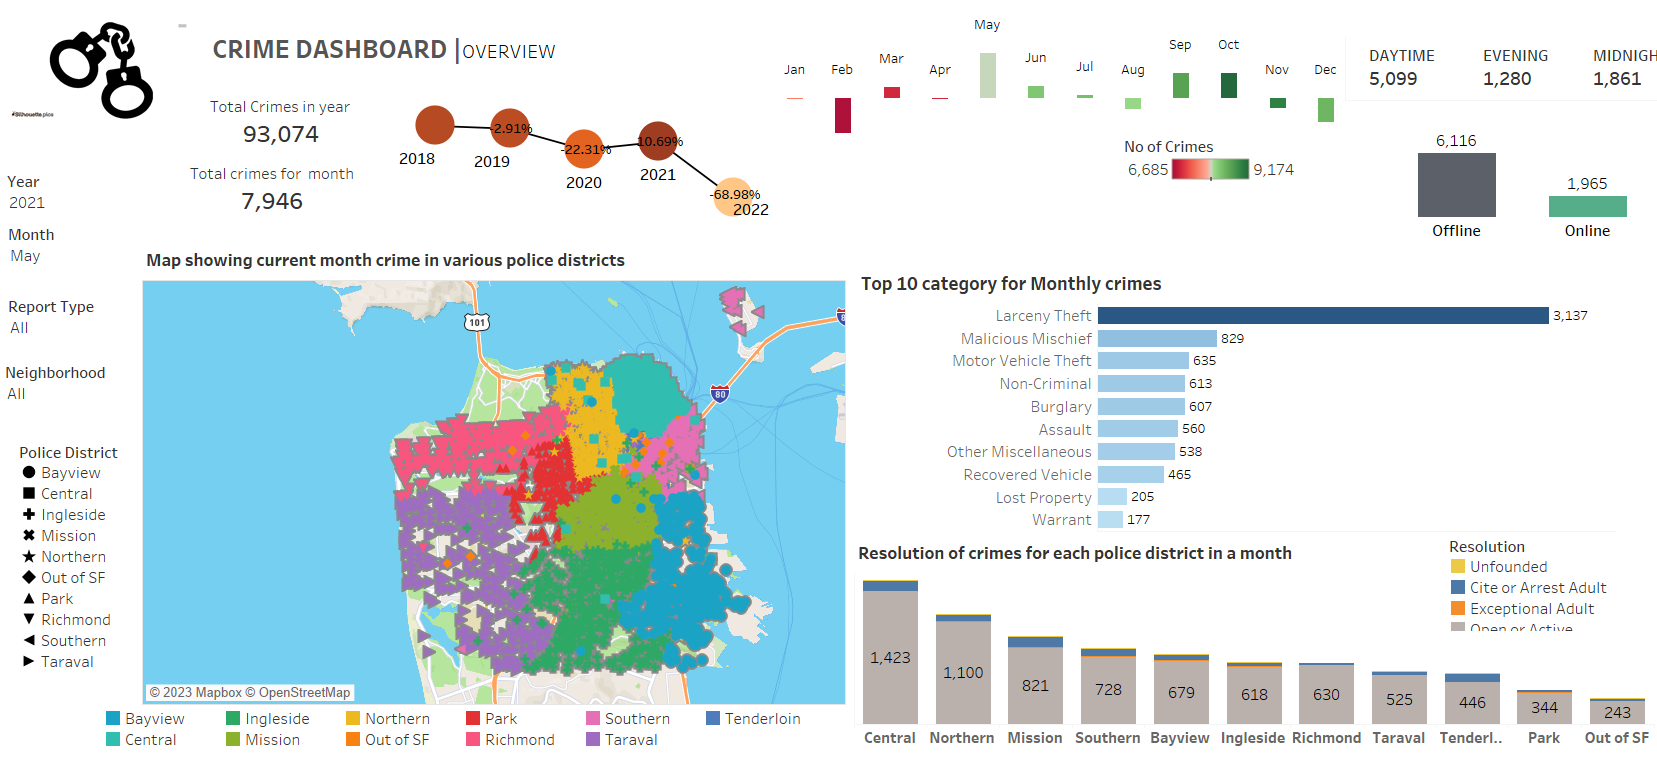 CRIME DASHBOARD |OVERVIEW
Total Crimes in year
93,074
Total crimes for month
7,946
2018
-2.91%
2019
-22.31%
2020
10.69%
2021
-68.98%
2022
Jan
Feb
Mar
Apr
May
Jun
Jul
Aug
Sep
Oct
Nov
Dec
No of Crimes
6,685 9,174
DAYTIME EVENING MIDNIGH
5,099 1,280 1,861
6,116
Offline
1,965
Online
Year
2021
Month
May
Report Type
All
Neighborhood
All
Police District
Bayview
Central
Ingleside
Mission
Northern
Out of SF
Park
Richmond
Southern
Taraval
Map showing current month crime in various police districts
101
80
© 2023 Mapbox © OpenStreetMap
Bayview Ingleside Northern Park Southern Tenderloin
Central Mission Out of SF Richmond Taraval
Top 10 category for Monthly crimes
Larceny Theft 3,137
Malicious Mischief 829
Motor Vehicle Theft 635
Non-Criminal 613
Burglary 607
Assault 560
Other Miscellaneous 538
Recovered Vehicle 465
Lost Property 205
Warrant 177
Resolution of crimes for each police district in a month
Resolution
Unfounded
Cite or Arrest Adult
Exceptional Adult
Open or Active
1,423 1,100 821 728 679 618 630 525 446 344 243
Central Northern Mission Southern Bayview Ingleside Richmond Taraval Tenderl.. Park Out of SF